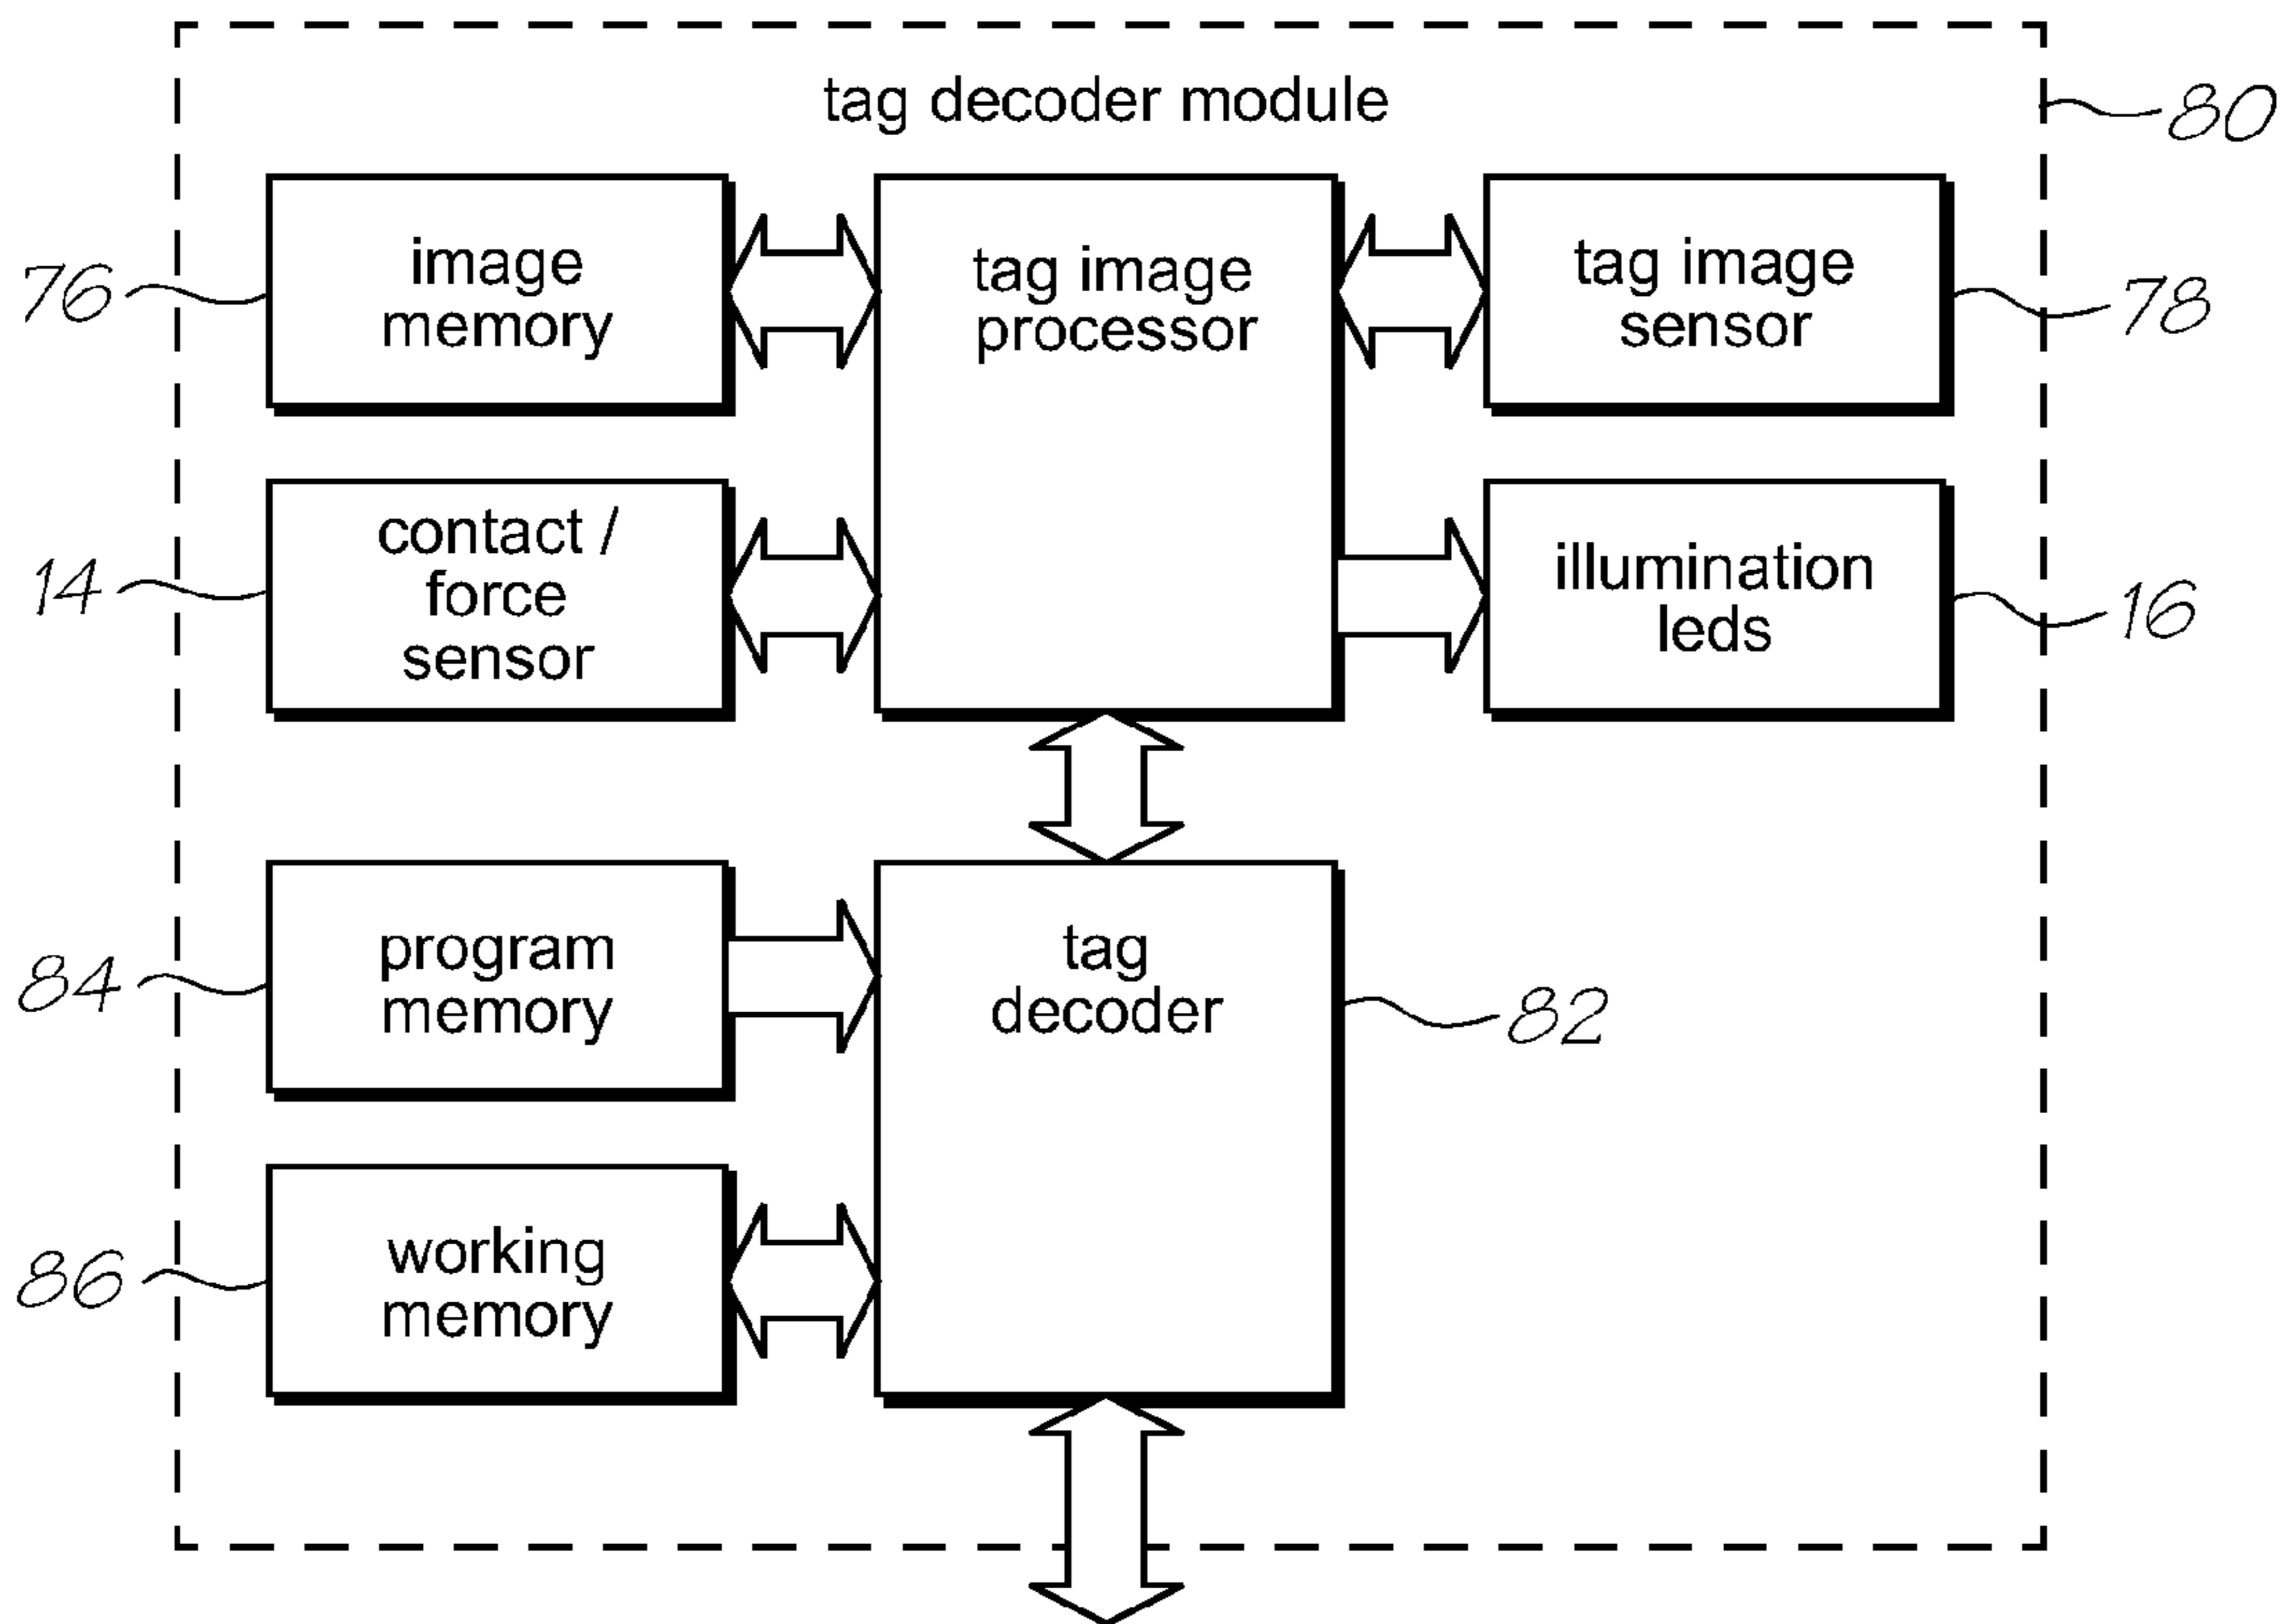 tag decoder module
80
image
memory
76
tag image
processor
tag image
sensor
78
contact /
force
sensor
14
illumination
leds
16
program
memory
84
tag
decoder
82
working
memory
86